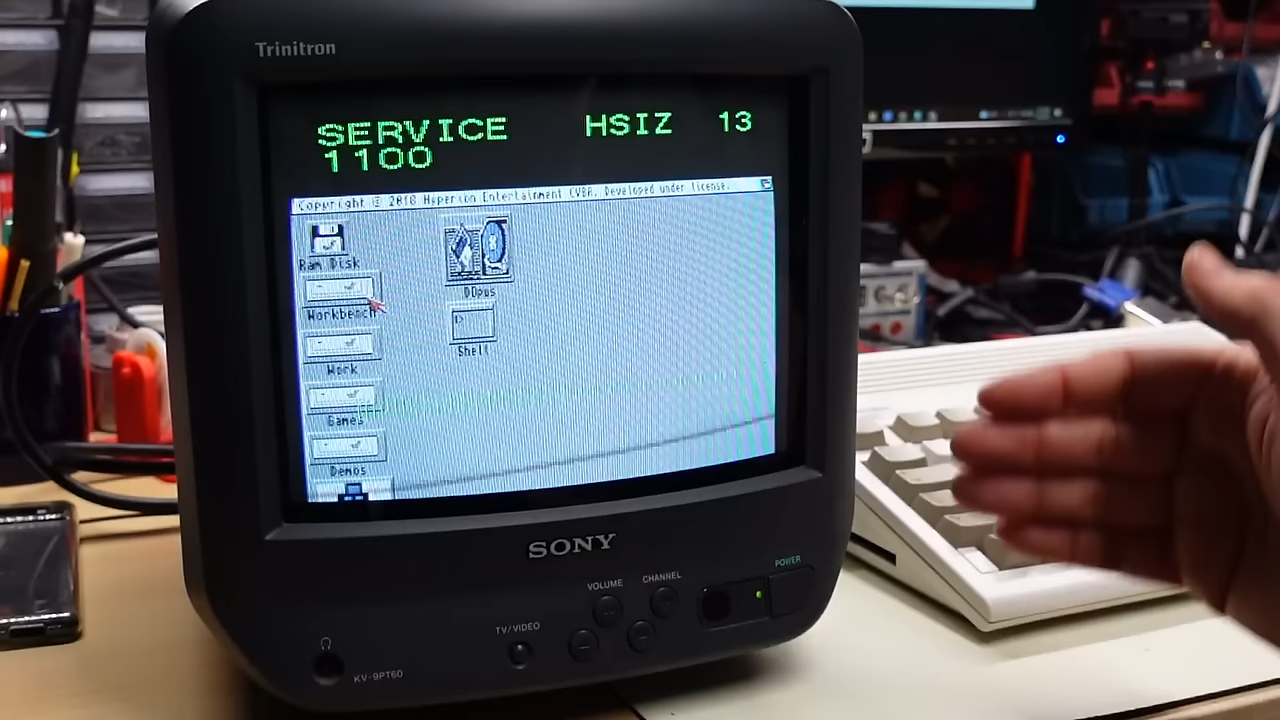 Trinitron
SERVICE HSIZ 13
1100
Copyright © 2018 Hyperion Entertainment CVBA. Developed under license.
Ram Disk
DOpus
Workbench
Shell
Work
Games
Demos
SONY
POWER
VOLUME CHANNEL
TV/VIDEO
KV-9PT60